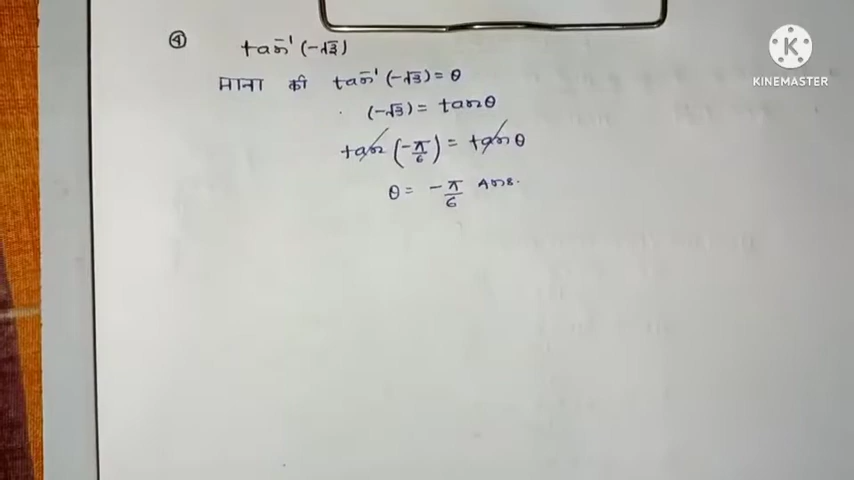 ④ tan⁻¹(-√3)
माना की tan⁻¹(-√3) = θ
(-√3) = tanθ
tan(-π/6) = tanθ
θ = -π/6 Ans.
KINEMASTER